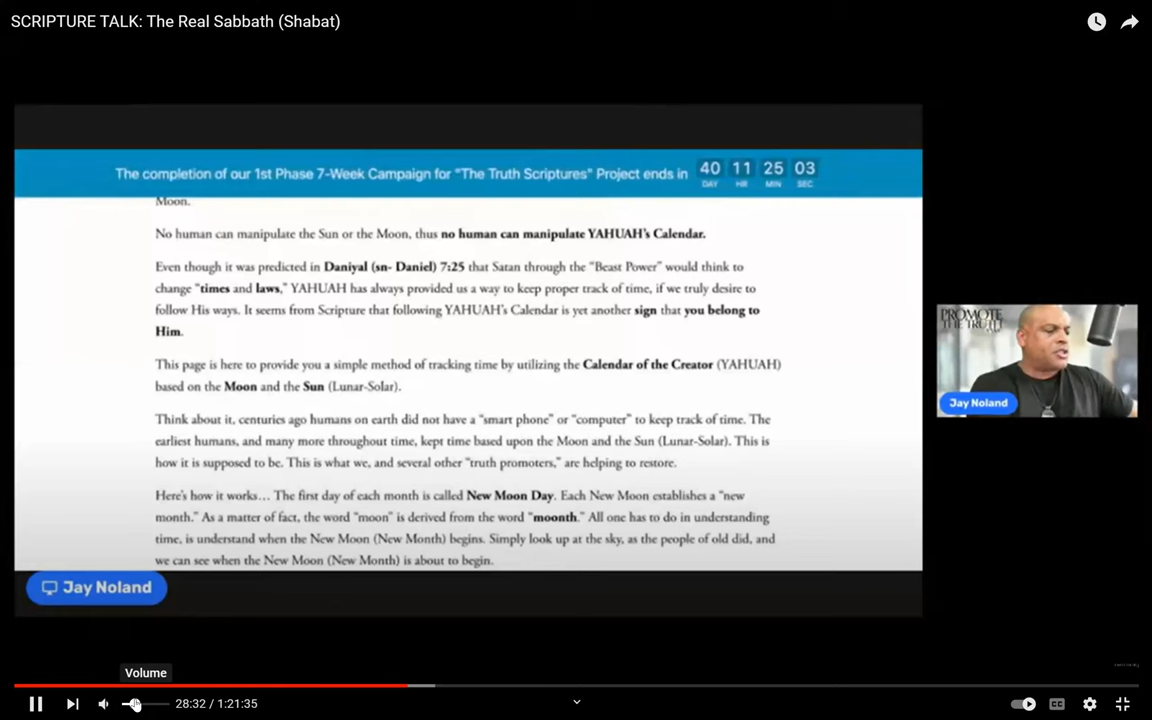 SCRIPTURE TALK: The Real Sabbath (Shabat)
The completion of our 1st Phase 7-Week Campaign for "The Truth Scriptures" Project ends in
40 11 25 03
DAY HR MIN SEC
Moon.
No human can manipulate the Sun or the Moon, thus no human can manipulate YAHUAH's Calendar.
Even though it was predicted in Daniyal (sn- Daniel) 7:25 that Satan through the "Beast Power" would think to
change "times and laws," YAHUAH has always provided us a way to keep proper track of time, if we truly desire to
follow His ways. It seems from Scripture that following YAHUAH's Calendar is yet another sign that you belong to
Him.
This page is here to provide you a simple method of tracking time by utilizing the Calendar of the Creator (YAHUAH)
based on the Moon and the Sun (Lunar-Solar).
Think about it, centuries ago humans on earth did not have a "smart phone" or "computer" to keep track of time. The
earliest humans, and many more throughout time, kept time based upon the Moon and the Sun (Lunar-Solar). This is
how it is supposed to be. This is what we, and several other "truth promoters," are helping to restore.
Here's how it works... The first day of each month is called New Moon Day. Each New Moon establishes a "new
month." As a matter of fact, the word "moon" is derived from the word "moonth." All one has to do in understanding
time, is understand when the New Moon (New Month) begins. Simply look up at the sky, as the people of old did, and
we can see when the New Moon (New Month) is about to begin.
PROMOTE
THE TRUTH
Jay Noland
Jay Noland
Volume
28:32 / 1:21:35
CC